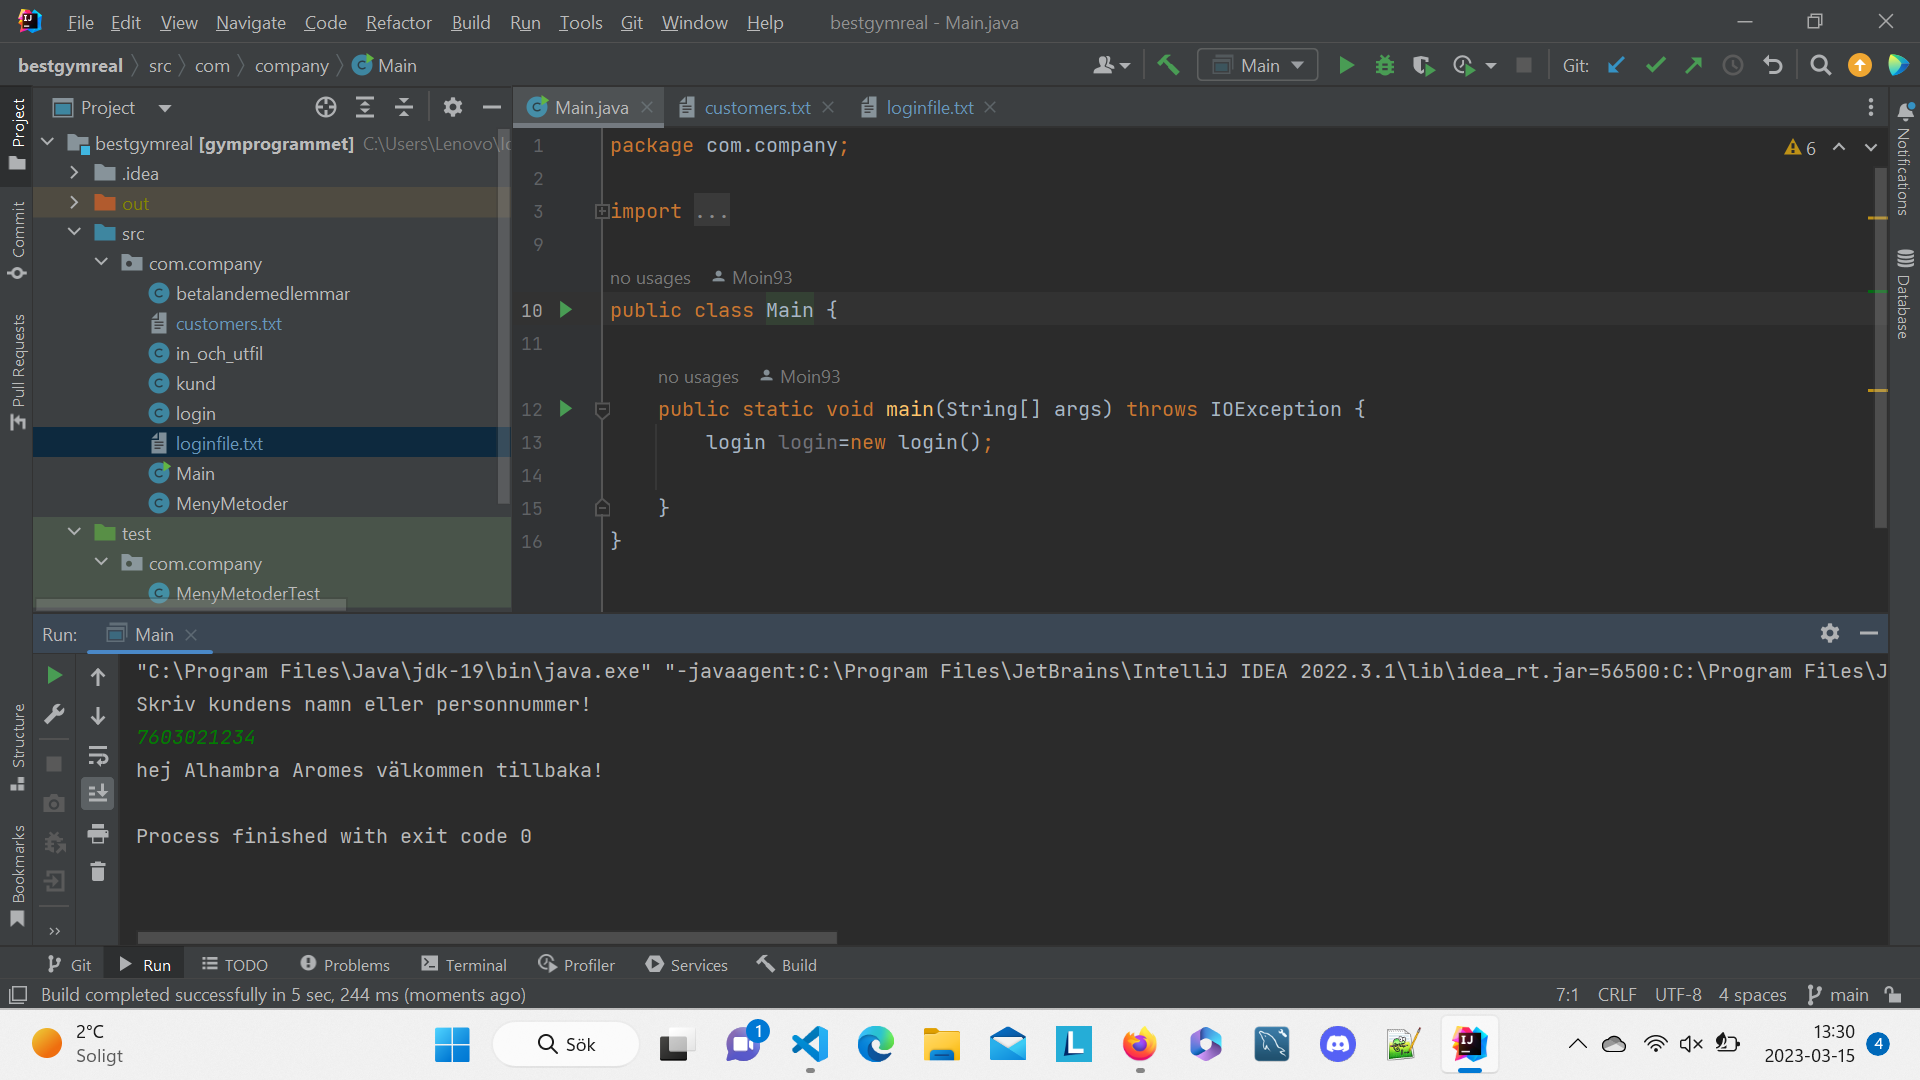 File Edit View Navigate Code Refactor Build Run Tools Git Window Help bestgymreal - Main.java
bestgymreal src com company Main Main Git:
Project
Main.java customers.txt loginfile.txt
bestgymreal [gymprogrammet] C:\Users\Lenovo\
.idea
out
src
com.company
betalandemedlemmar
customers.txt
in_och_utfil
kund
login
loginfile.txt
Main
MenyMetoder
test
com.company
MenyMetoderTest
Project
Commit
Pull Requests
Structure
Bookmarks
1 package com.company;
2
3 import ...
9
no usages Moin93
10 public class Main {
11
no usages Moin93
12 public static void main(String[] args) throws IOException {
13 login login=new login();
14
15 }
16 }
6
Notifications
Database
Run: Main
"C:\Program Files\Java\jdk-19\bin\java.exe" "-javaagent:C:\Program Files\JetBrains\IntelliJ IDEA 2022.3.1\lib\idea_rt.jar=56500:C:\Program Files\J
Skriv kundens namn eller personnummer!
7603021234
hej Alhambra Aromes välkommen tillbaka!
Process finished with exit code 0
Git Run TODO Problems Terminal Profiler Services Build
Build completed successfully in 5 sec, 244 ms (moments ago) 7:1 CRLF UTF-8 4 spaces main
2°C
Soligt
Sök
1
L
IJ
13:30
2023-03-15
4